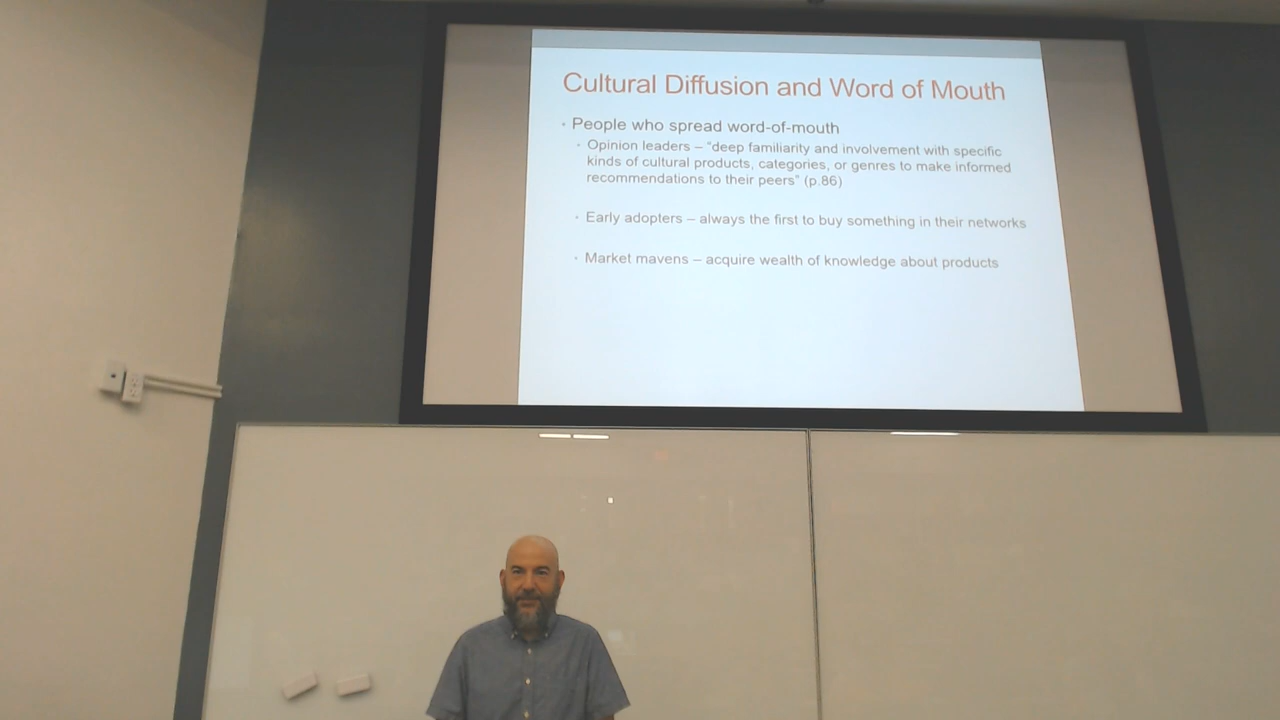 Cultural Diffusion and Word of Mouth
• People who spread word-of-mouth
• Opinion leaders – “deep familiarity and involvement with specific
kinds of cultural products, categories, or genres to make informed
recommendations to their peers” (p.86)
• Early adopters – always the first to buy something in their networks
• Market mavens – acquire wealth of knowledge about products